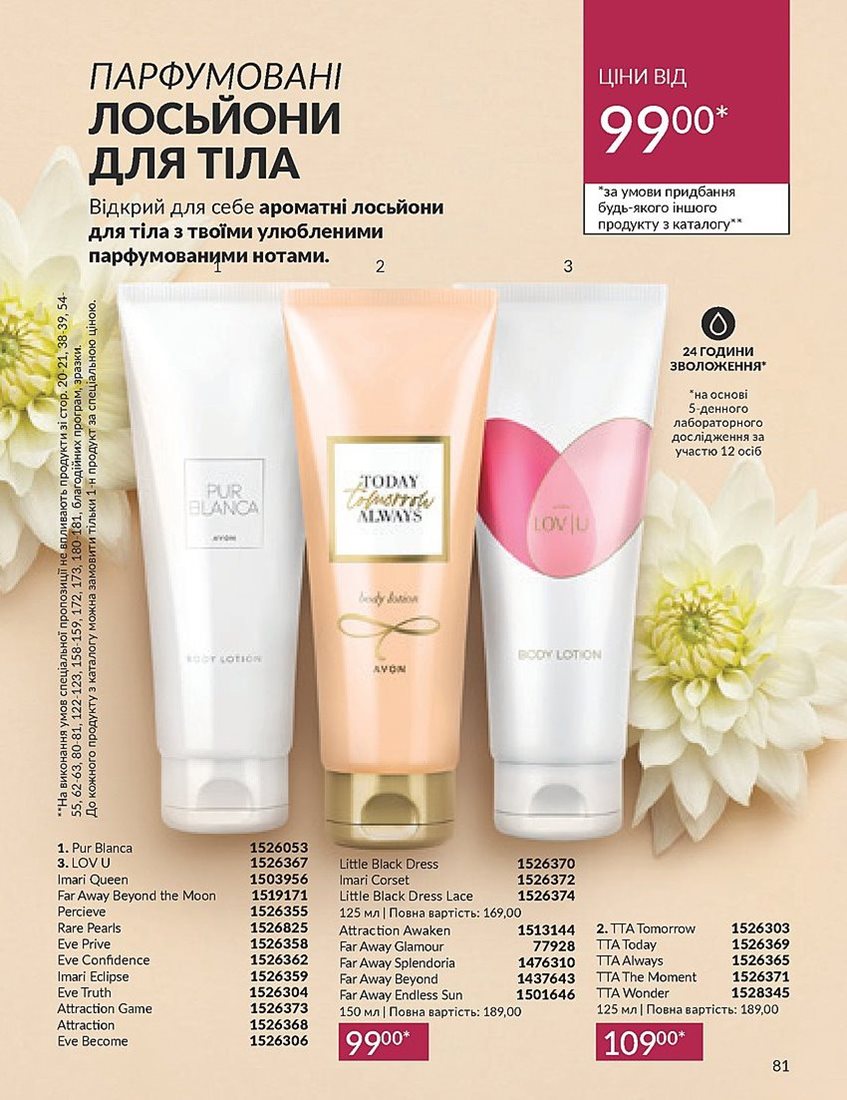 ПАРФУМОВАНІ
ЛОСЬЙОНИ
ДЛЯ ТІЛА
Відкрий для себе ароматні лосьйони
для тіла з твоїми улюбленими
парфумованими нотами.
ЦІНИ ВІД
99⁰⁰*
*за умови придбання
будь-якого іншого
продукту з каталогу**
1
2
3
24 ГОДИНИ
ЗВОЛОЖЕННЯ*
*на основі
5-денного
лабораторного
дослідження за
участю 12 осіб
**На виконання умов спеціальної пропозиції не впливають продукти зі стор. 20-21, 38-39, 54-
55, 62-63, 80-81, 122-123, 158-159, 172, 173, 180-181, благодійних програм, зразки.
До кожного продукту з каталогу можна замовити тільки 1-н продукт за спеціальною ціною.
PUR
BLANCA
AVON
BODY LOTION
TODAY
tomorrow
ALWAYS
body lotion
AVON
LOV|U
BODY LOTION
1. Pur Blanca 1526053
3. LOV U 1526367
Imari Queen 1503956
Far Away Beyond the Moon 1519171
Percieve 1526355
Rare Pearls 1526825
Eve Prive 1526358
Eve Confidence 1526362
Imari Eclipse 1526359
Eve Truth 1526304
Attraction Game 1526373
Attraction 1526368
Eve Become 1526306
Little Black Dress 1526370
Imari Corset 1526372
Little Black Dress Lace 1526374
125 мл | Повна вартість: 169,00
Attraction Awaken 1513144
Far Away Glamour 77928
Far Away Splendoria 1476310
Far Away Beyond 1437643
Far Away Endless Sun 1501646
150 мл | Повна вартість: 189,00
99⁰⁰*
2. TTA Tomorrow 1526303
TTA Today 1526369
TTA Always 1526365
TTA The Moment 1526371
TTA Wonder 1528345
125 мл | Повна вартість: 189,00
109⁰⁰*
81